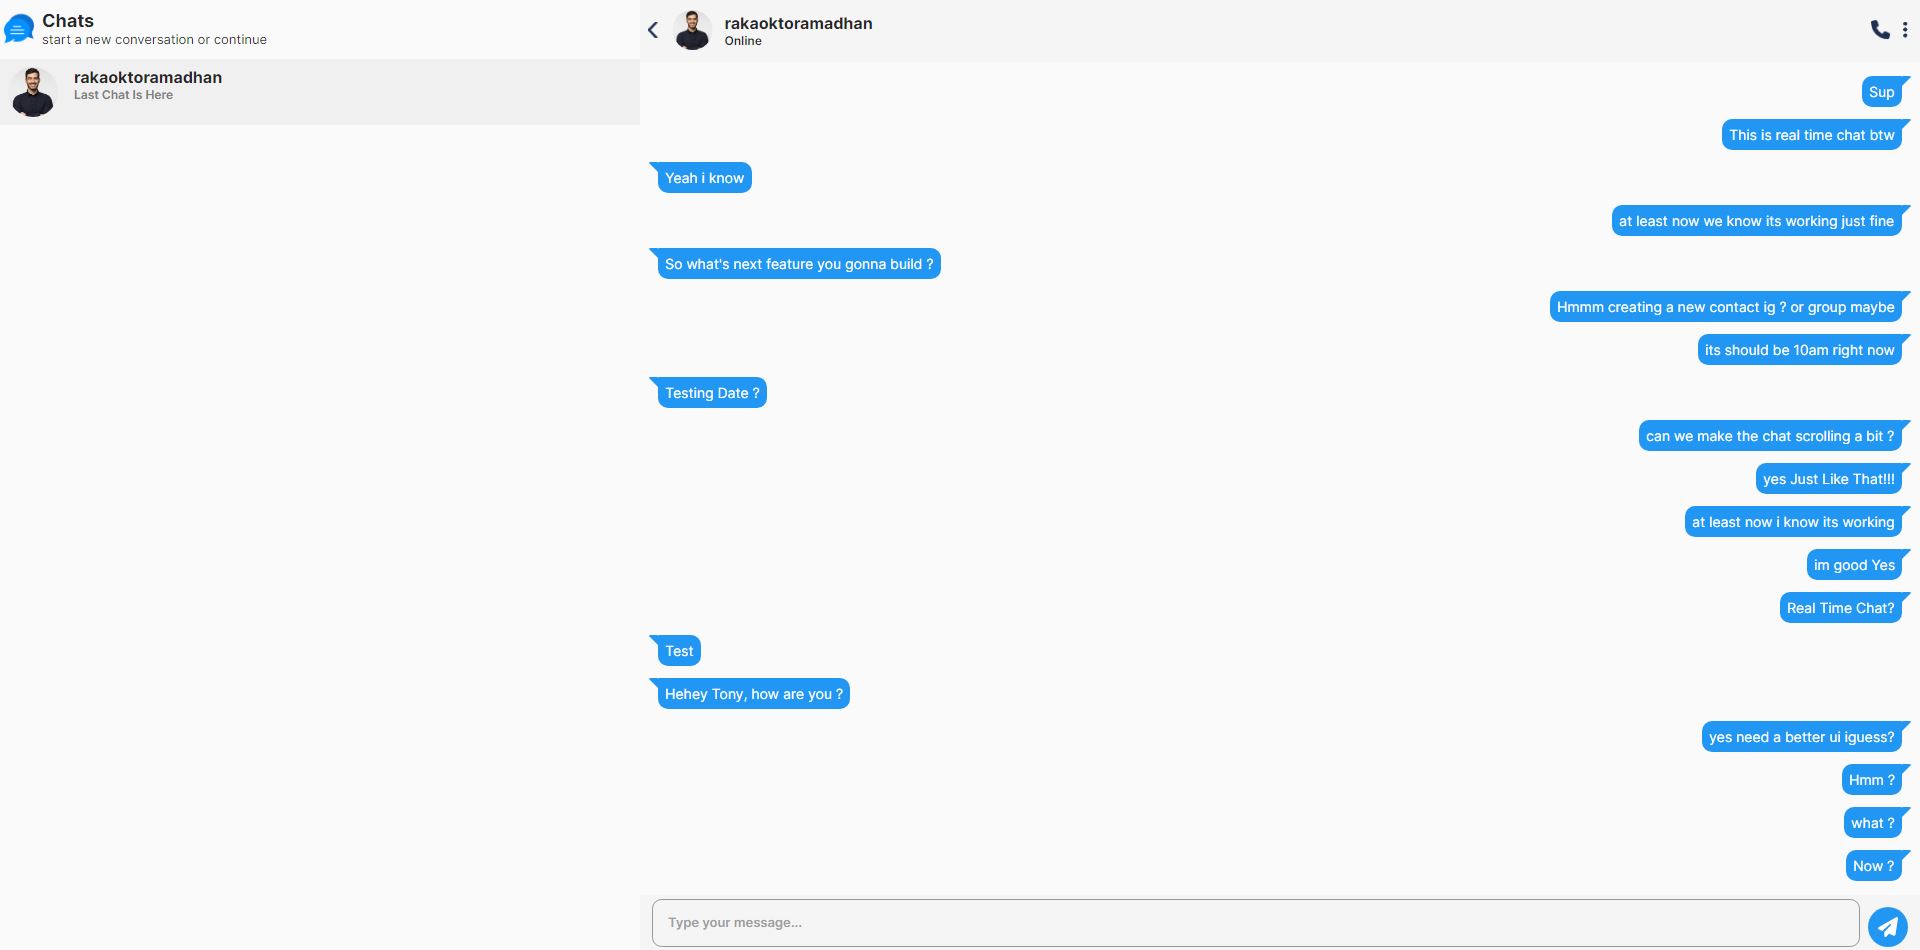 Chats
start a new conversation or continue
rakaoktoramadhan
Last Chat Is Here
rakaoktoramadhan
Online
Sup
This is real time chat btw
Yeah i know
at least now we know its working just fine
So what's next feature you gonna build ?
Hmmm creating a new contact ig ? or group maybe
its should be 10am right now
Testing Date ?
can we make the chat scrolling a bit ?
yes Just Like That!!!
at least now i know its working
im good Yes
Real Time Chat?
Test
Hehey Tony, how are you ?
yes need a better ui iguess?
Hmm ?
what ?
Now ?
Type your message...